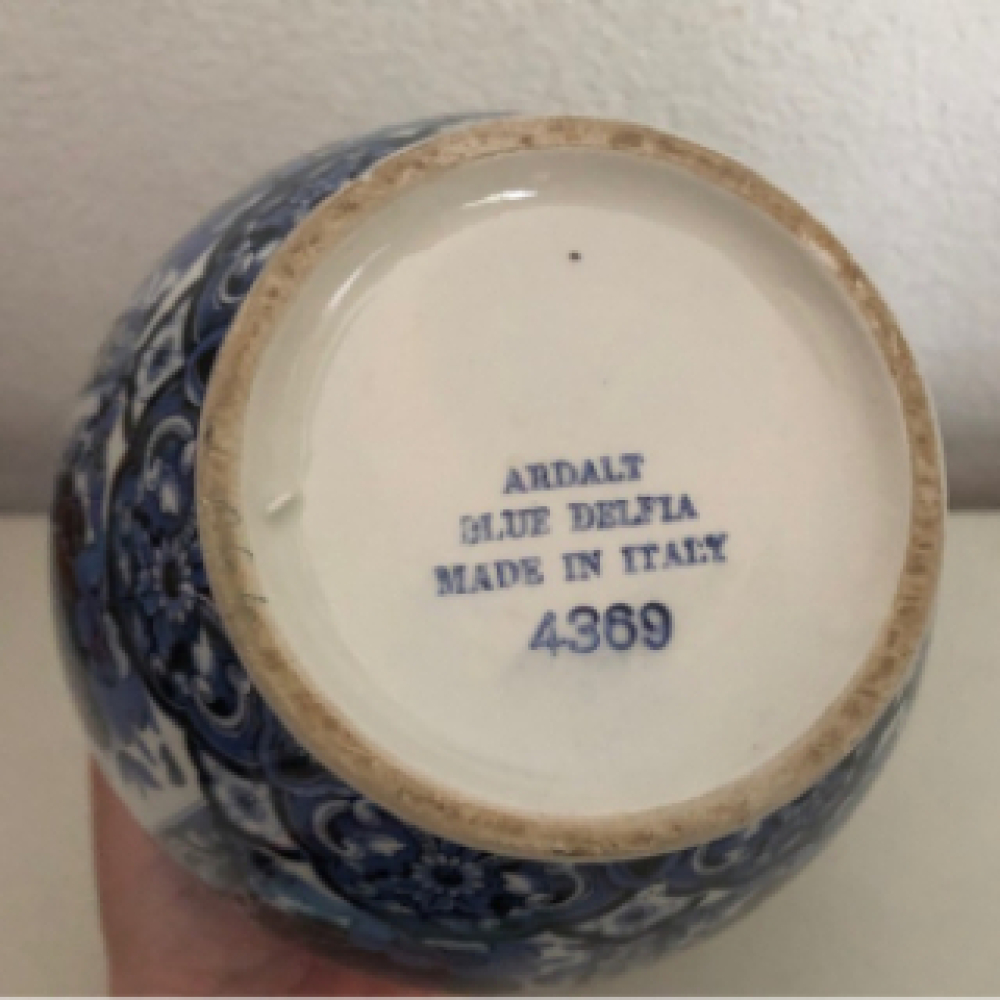 ARDALT
BLUE DELFIA
MADE IN ITALY
4369